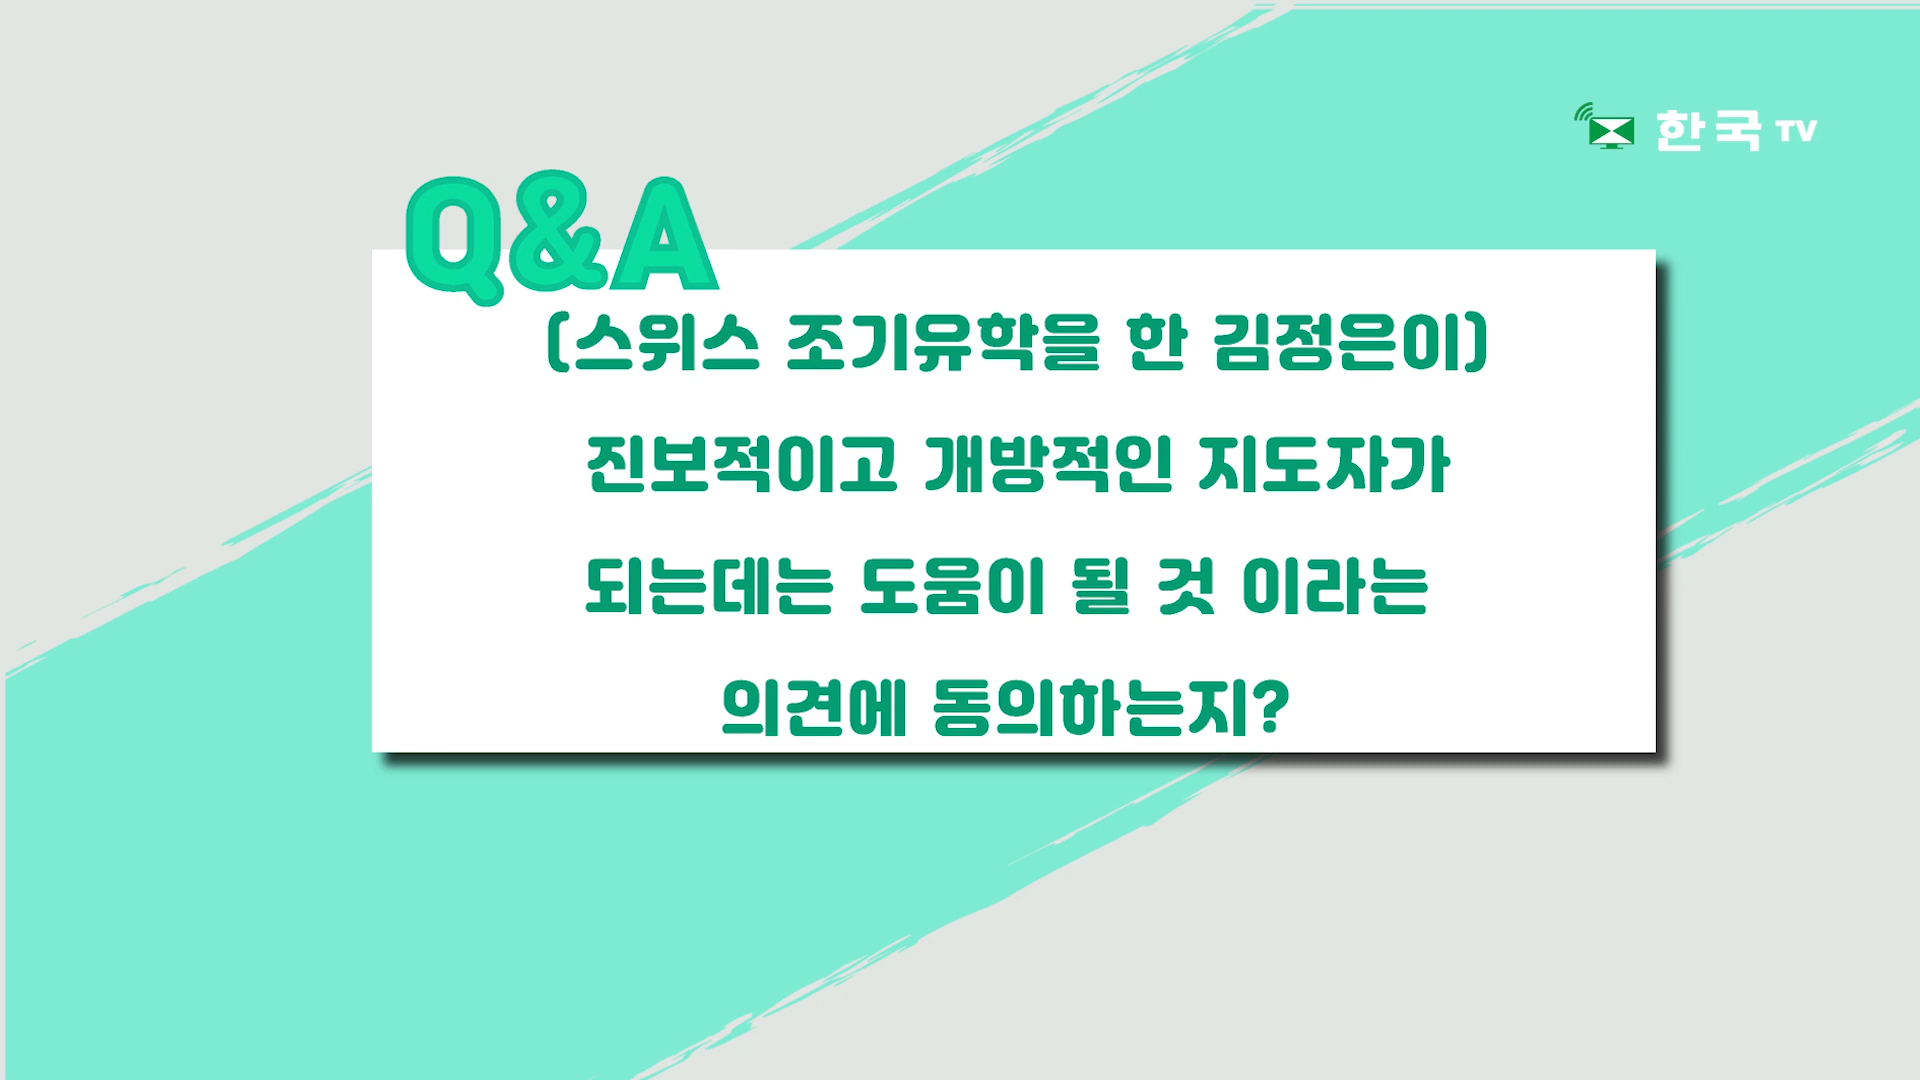 한국 TV
Q&A
(스위스 조기유학을 한 김정은이)
진보적이고 개방적인 지도자가
되는데는 도움이 될 것 이라는
의견에 동의하는지?